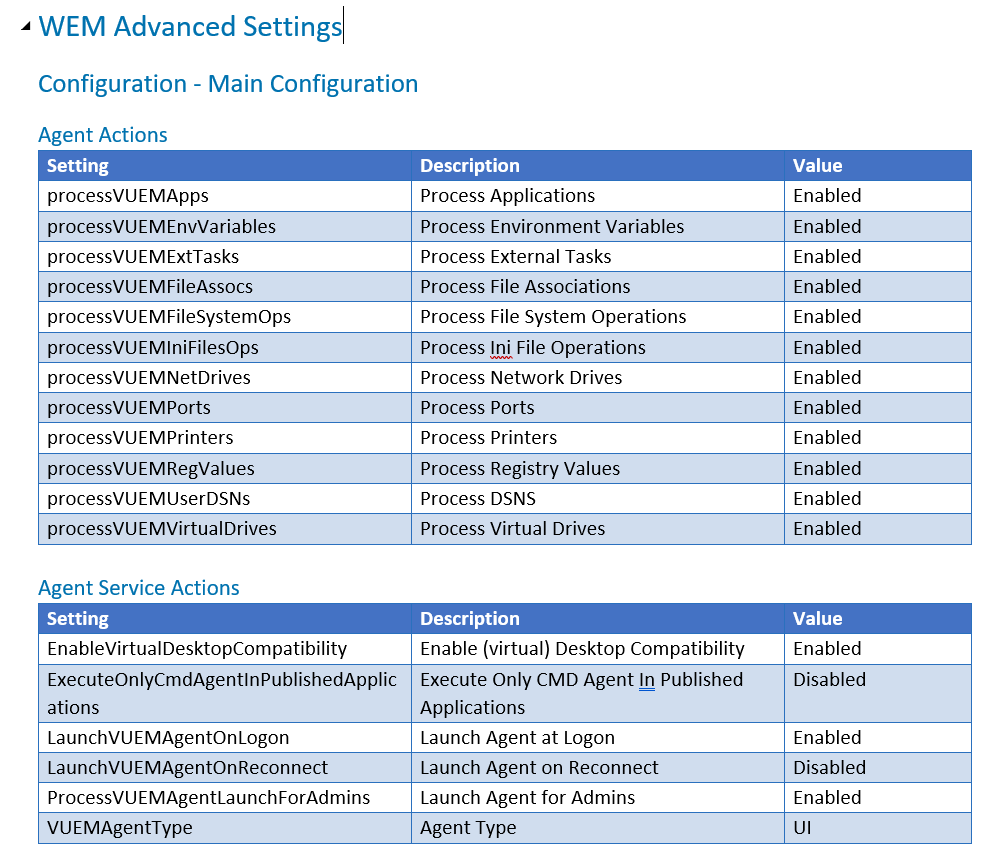 WEM Advanced Settings
Configuration - Main Configuration
Agent Actions
Setting Description Value
processVUEMApps Process Applications Enabled
processVUEMEnvVariables Process Environment Variables Enabled
processVUEMExtTasks Process External Tasks Enabled
processVUEMFileAssocs Process File Associations Enabled
processVUEMFileSystemOps Process File System Operations Enabled
processVUEMIniFilesOps Process Ini File Operations Enabled
processVUEMNetDrives Process Network Drives Enabled
processVUEMPorts Process Ports Enabled
processVUEMPrinters Process Printers Enabled
processVUEMRegValues Process Registry Values Enabled
processVUEMUserDSNs Process DSNS Enabled
processVUEMVirtualDrives Process Virtual Drives Enabled
Agent Service Actions
Setting Description Value
EnableVirtualDesktopCompatibility Enable (virtual) Desktop Compatibility Enabled
ExecuteOnlyCmdAgentInPublishedApplic Execute Only CMD Agent In Published Disabled
ations Applications
LaunchVUEMAgentOnLogon Launch Agent at Logon Enabled
LaunchVUEMAgentOnReconnect Launch Agent on Reconnect Disabled
ProcessVUEMAgentLaunchForAdmins Launch Agent for Admins Enabled
VUEMAgentType Agent Type UI